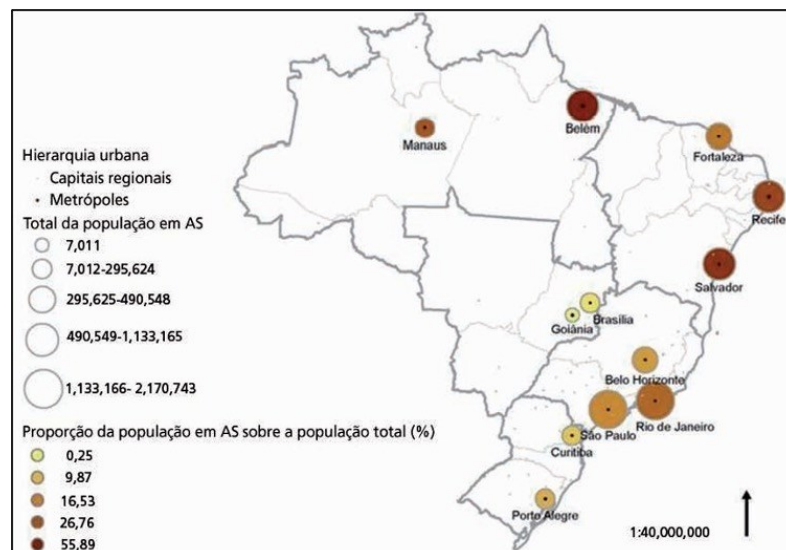 Hierarquia urbana
Capitais regionais
Metrópoles
Total da população em AS
7,011
7,012-295,624
295,625-490,548
490,549-1,133,165
1,133,166- 2,170,743
Proporção da população em AS sobre a população total (%)
0,25
9,87
16,53
26,76
55,89
Manaus
Belém
Fortaleza
Recife
Salvador
Brasília
Goiânia
Belo Horizonte
Rio de Janeiro
São Paulo
Curitiba
Porto Alegre
1:40,000,000